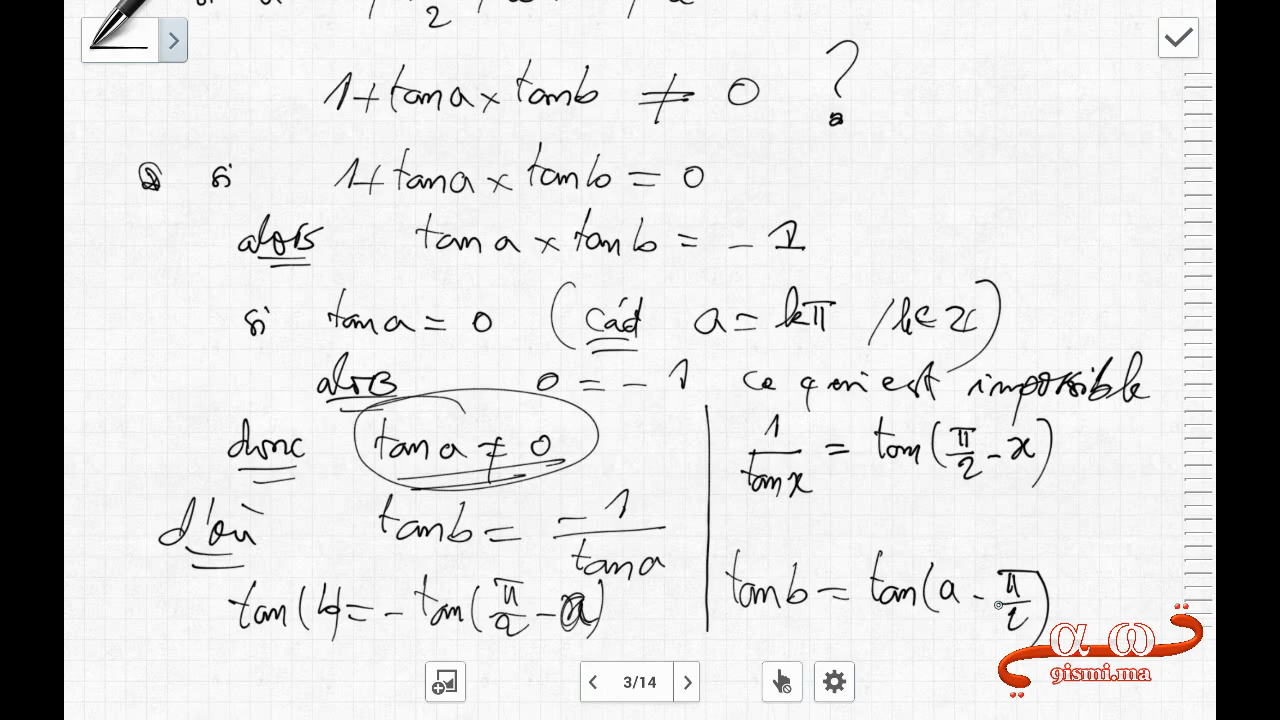 π/2
1+tan a × tan b ≠ 0 ?
si 1+tan a × tan b = 0
alors tan a × tan b = -1
si tan a = 0 (càd a = kπ /k∈ℤ)
alors 0 = -1 ce qui est impossible
donc tan a ≠ 0
d'où tan b = -1/tan a
tan(b) = -tan(π/2 - a)
1/tan x = tan(π/2 - x)
tan b = tan(a - π/2)
α ω
gismi.ma
3/14